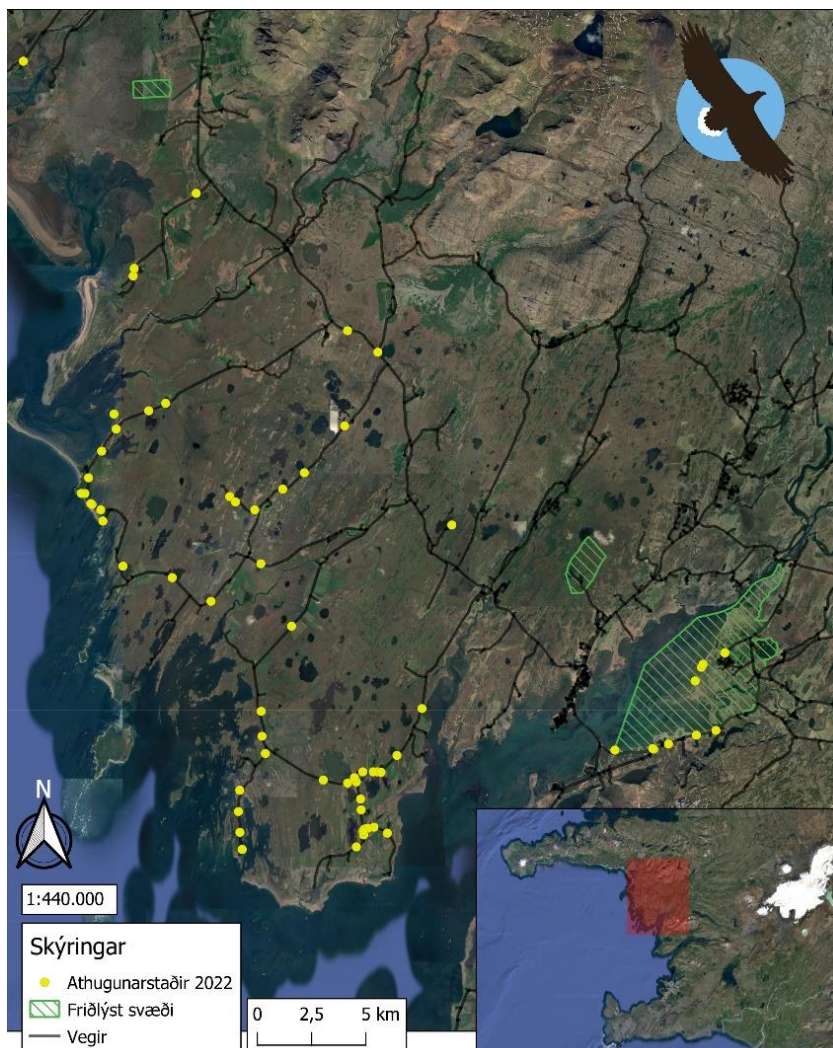 N
1:440.000
Skýringar
Athugunarstaðir 2022
Friðlýst svæði
Vegir
0 2,5 5 km